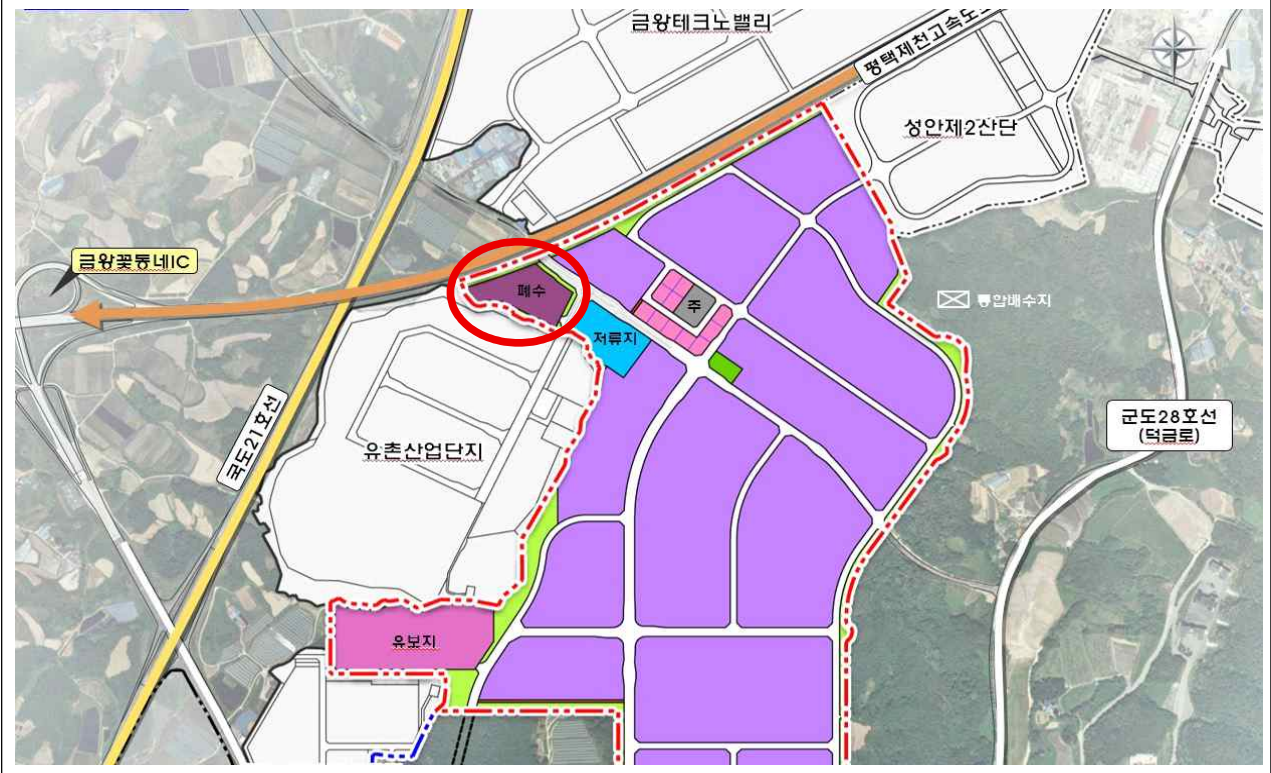 금왕테크노밸리
평택제천고속도로
성안제2산단
금왕꽃동네IC
폐수
주
통합배수지
저류지
국도21호선
유촌산업단지
군도28호선
(덕금로)
유보지